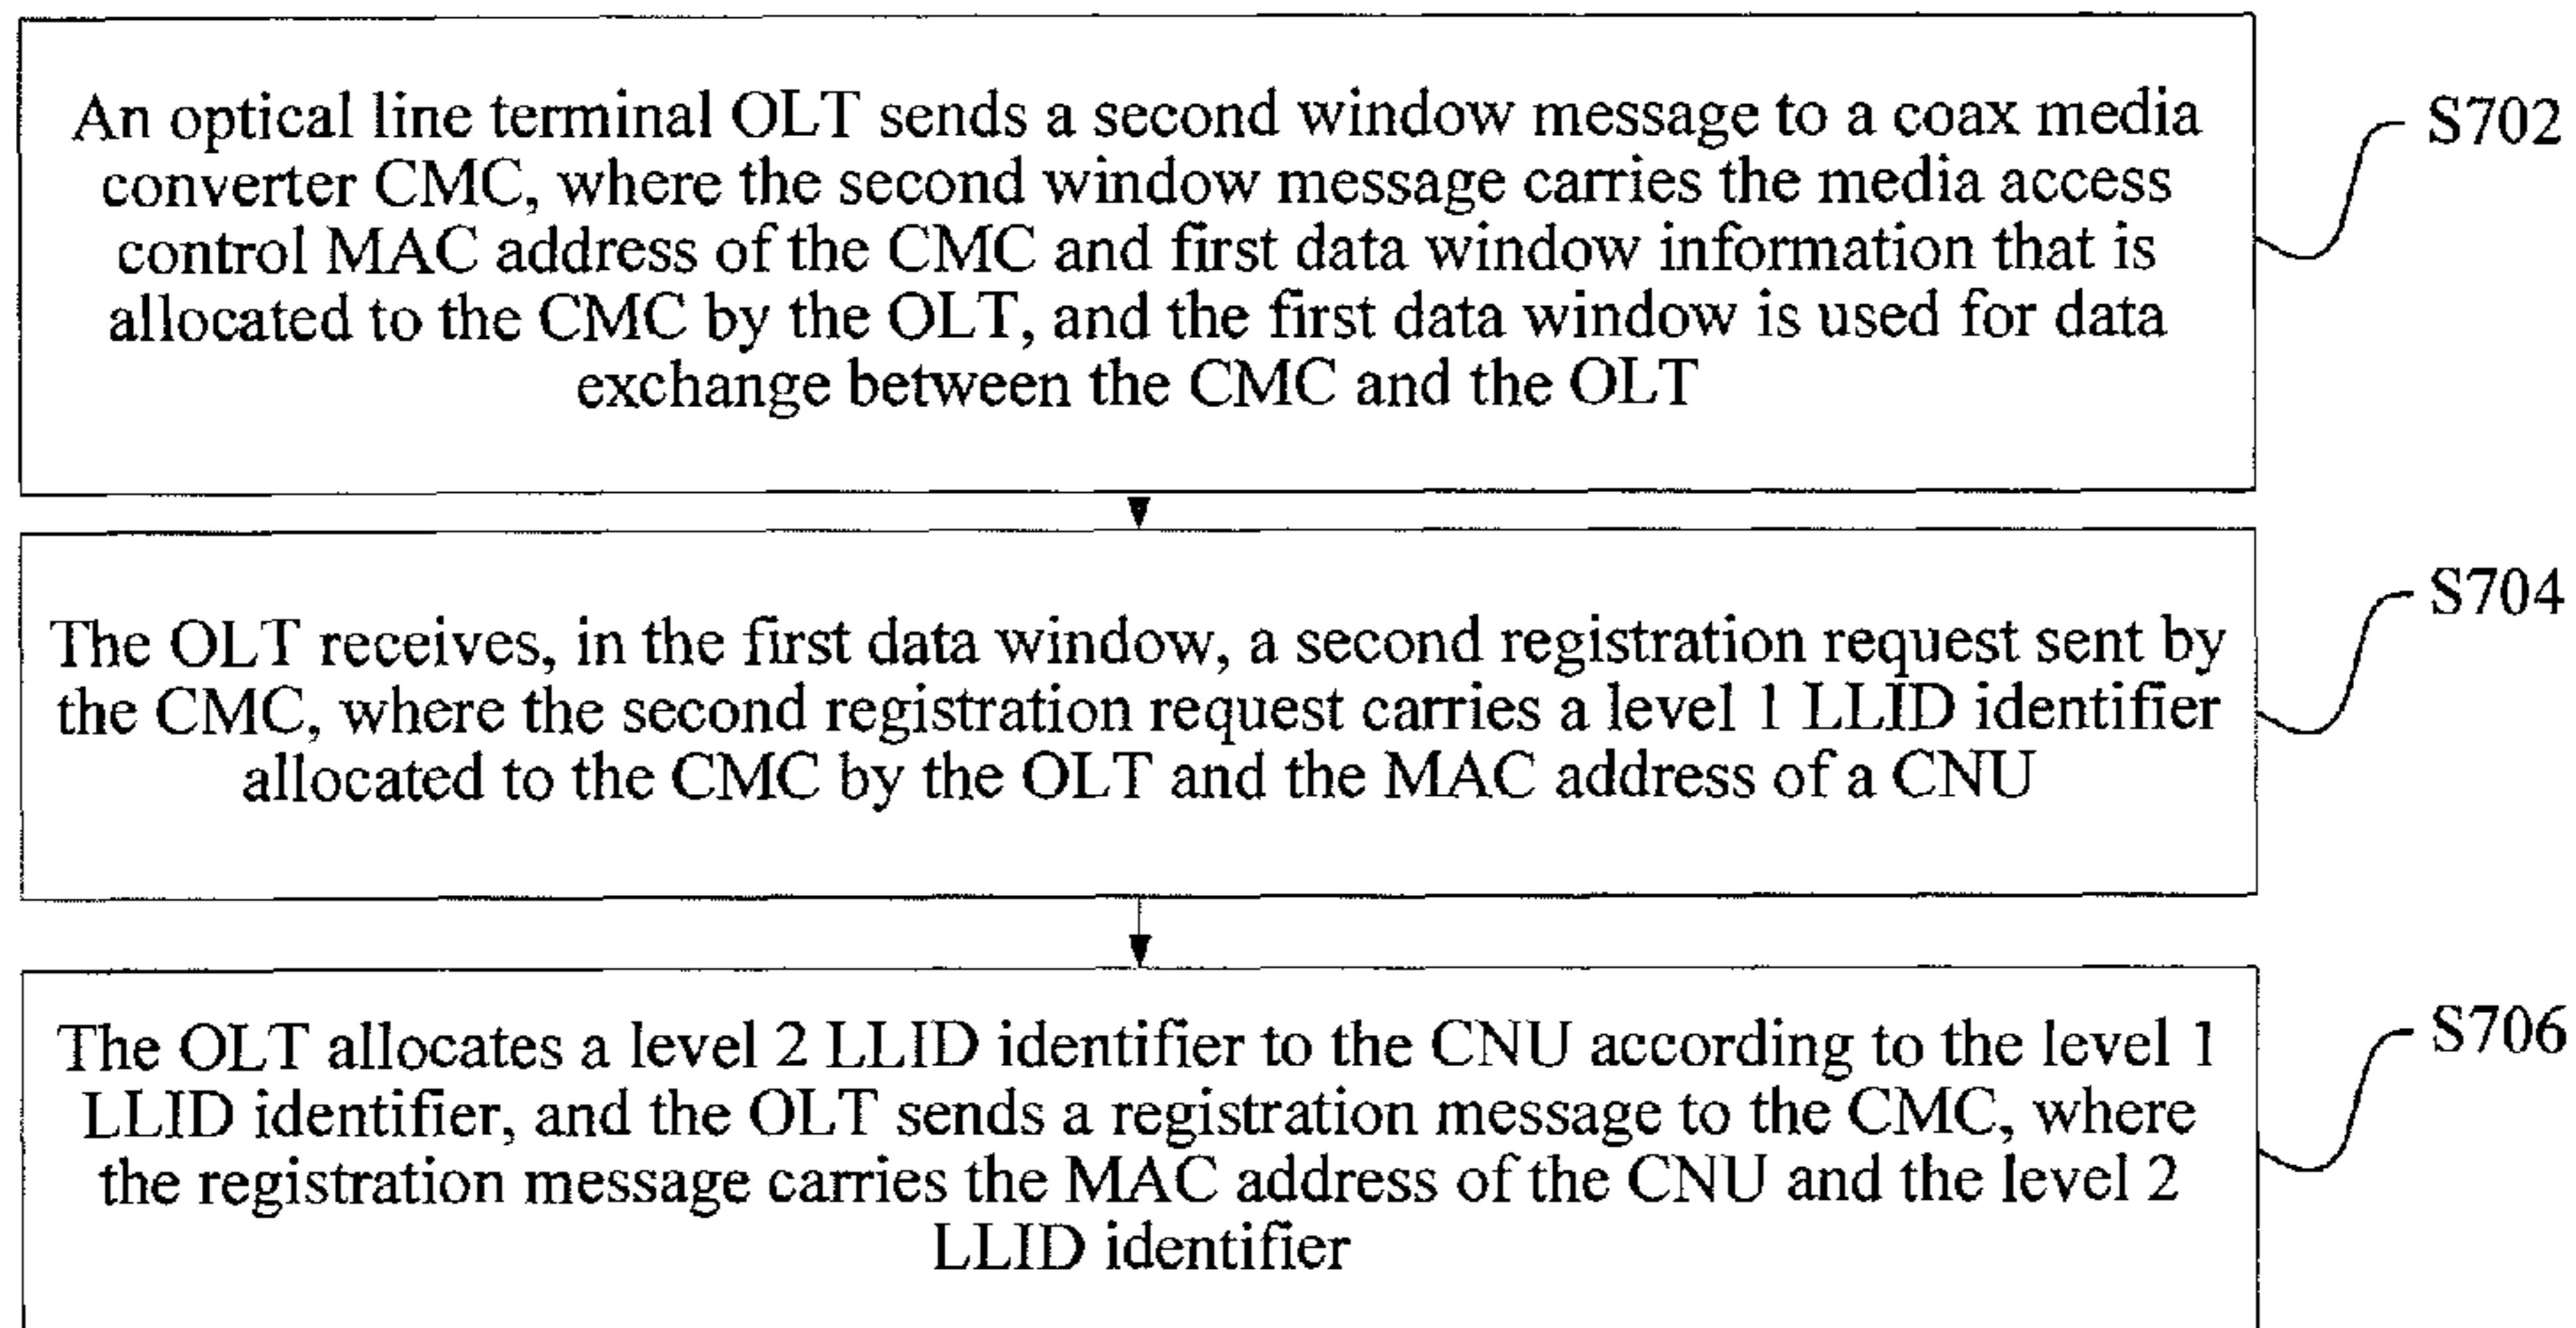 An optical line terminal OLT sends a second window message to a coax media
converter CMC, where the second window message carries the media access
control MAC address of the CMC and first data window information that is
allocated to the CMC by the OLT, and the first data window is used for data
exchange between the CMC and the OLT
S702
The OLT receives, in the first data window, a second registration request sent by
the CMC, where the second registration request carries a level 1 LLID identifier
allocated to the CMC by the OLT and the MAC address of a CNU
S704
The OLT allocates a level 2 LLID identifier to the CNU according to the level 1
LLID identifier, and the OLT sends a registration message to the CMC, where
the registration message carries the MAC address of the CNU and the level 2
LLID identifier
S706